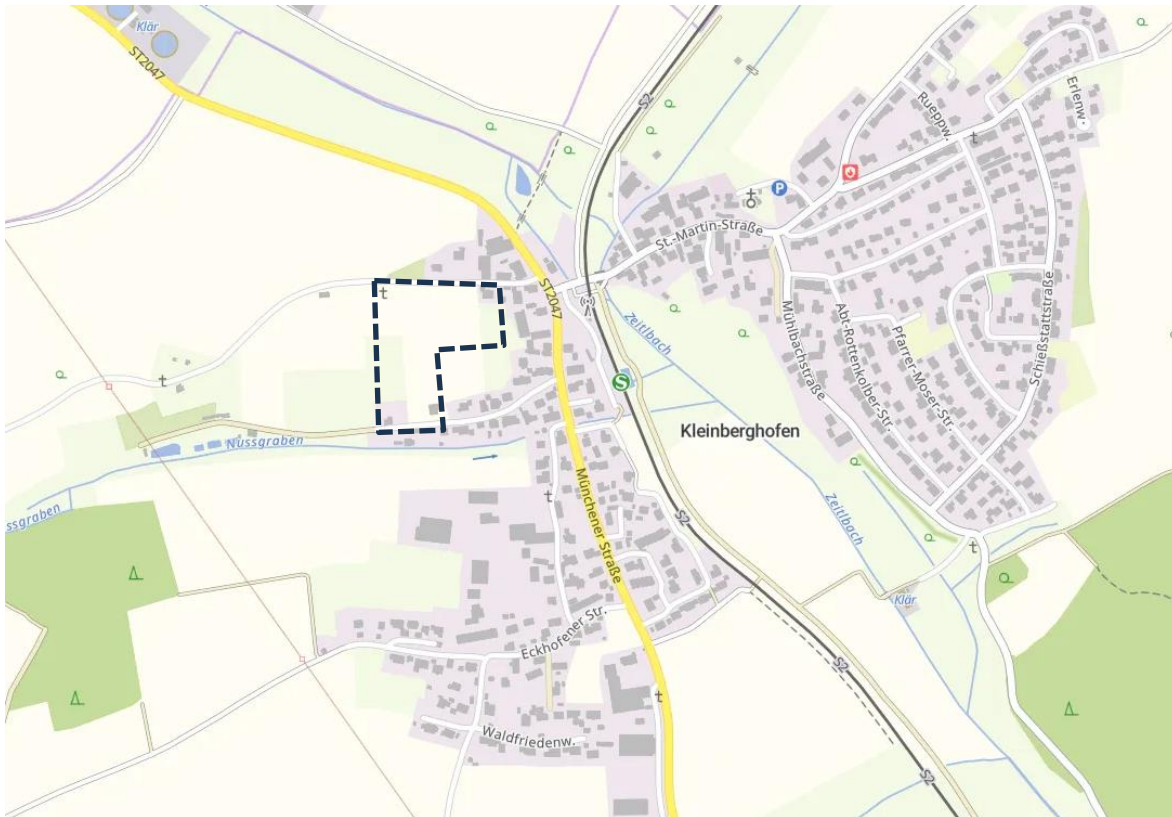 Klär
ST2047
S2
Rueppw.
Erlenw.
P
St.-Martin-Straße
ST2047
Zeitlbach
Mühlbachstraße
Abt-Rottenkolber-Str.
Pfarrer-Moser-Str.
Schießstattstraße
S
Kleinberghofen
Nussgraben
ssgraben
Münchener Straße
S2
Zeitlbach
Klär
Eckhofener Str.
S2
Waldfriedenw.
S2